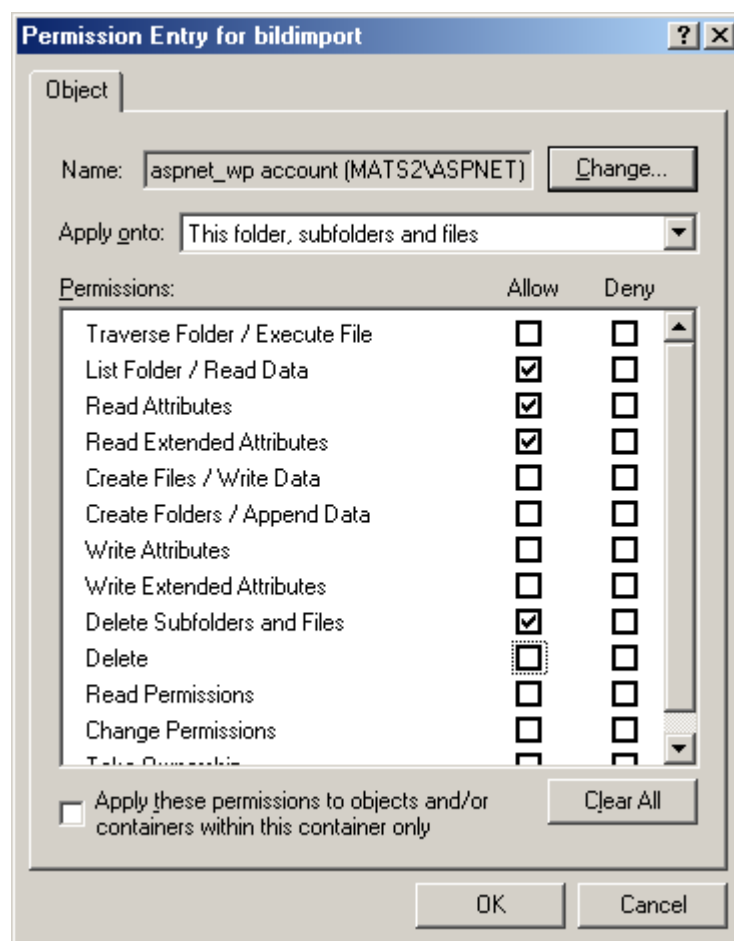 Permission Entry for bildimport
Object
Name: aspnet_wp account (MATS2\ASPNET) Change...
Apply onto: This folder, subfolders and files
Permissions: Allow Deny
Traverse Folder / Execute File
List Folder / Read Data
Read Attributes
Read Extended Attributes
Create Files / Write Data
Create Folders / Append Data
Write Attributes
Write Extended Attributes
Delete Subfolders and Files
Delete
Read Permissions
Change Permissions
Take Ownership
Apply these permissions to objects and/or
containers within this container only
Clear All
OK Cancel